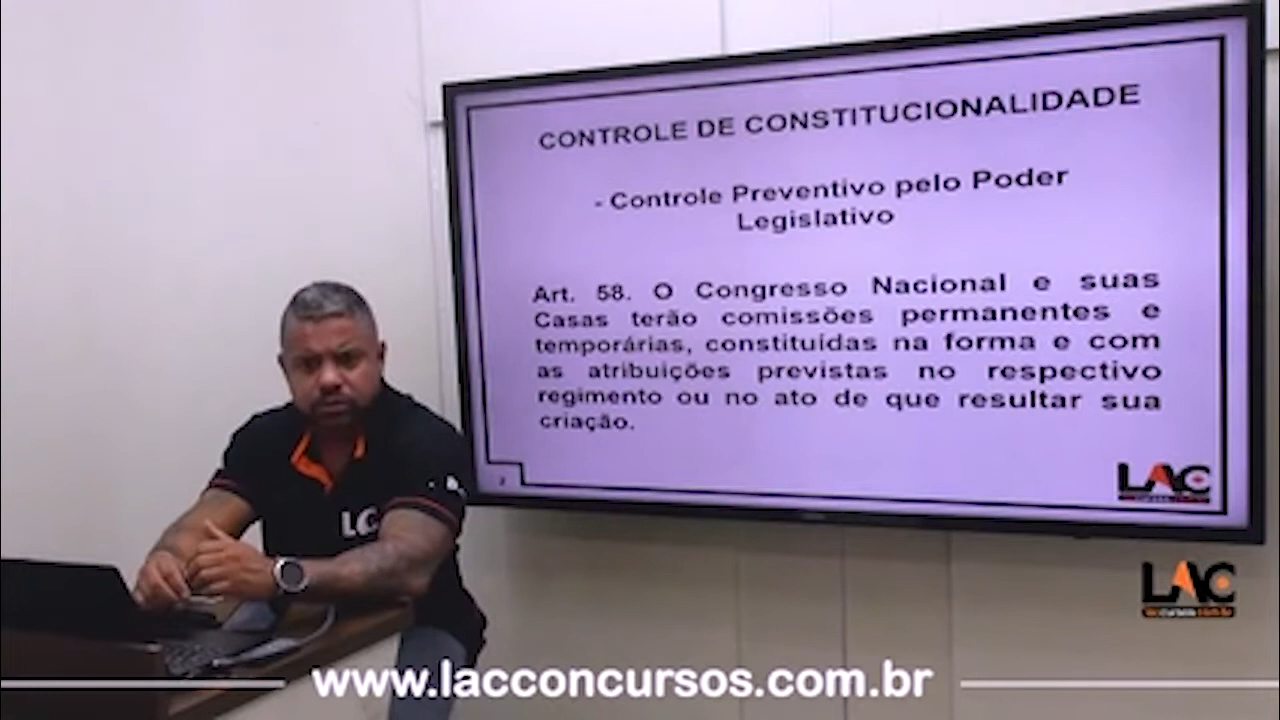 CONTROLE DE CONSTITUCIONALIDADE
- Controle Preventivo pelo Poder
Legislativo
Art. 58. O Congresso Nacional e suas
Casas terão comissões permanentes e
temporárias, constituídas na forma e com
as atribuições previstas no respectivo
regimento ou no ato de que resultar sua
criação.
LAC
LAC
LC
www.lacconcursos.com.br